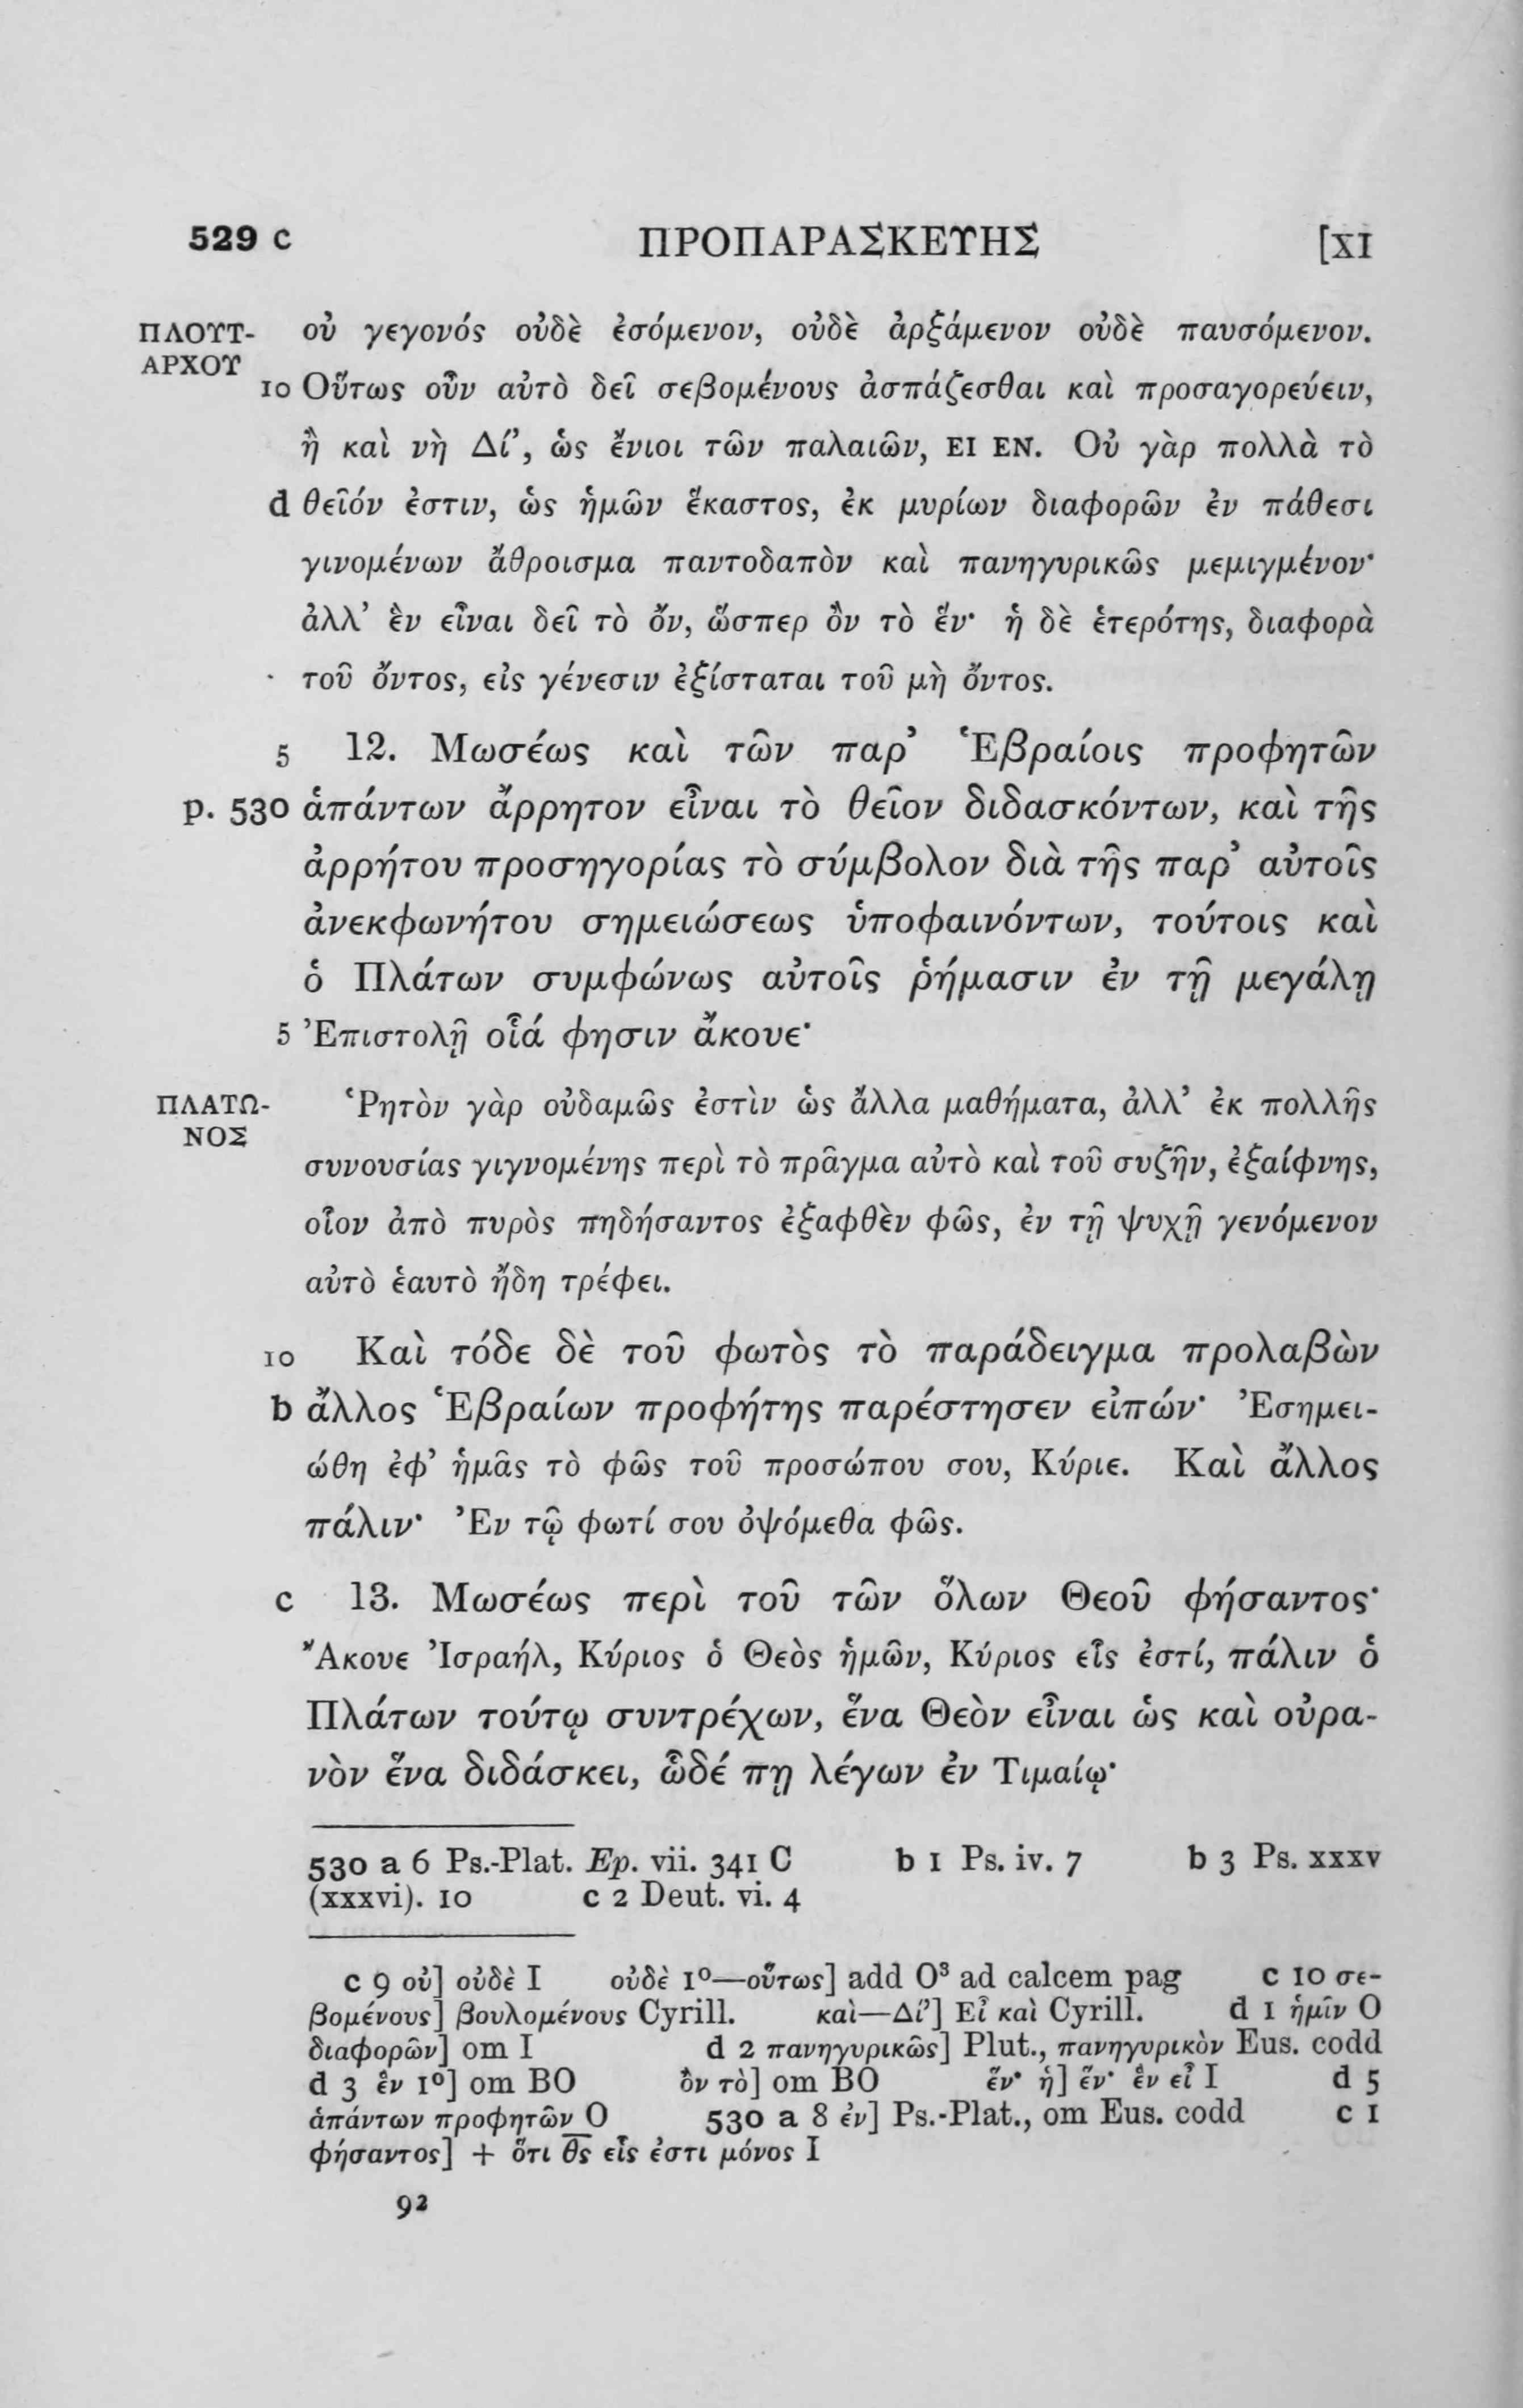 529 c ΠΡΟΠΑΡΑΣΚΕΥΗΣ [XI
ΠΛΟΥΤ- οὐ γεγονός οὐδὲ ἐσόμενον, οὐδὲ ἀρξάμενον οὐδὲ παυσόμενον.
ΑΡΧΟΥ
10 Οὕτως οὖν αὐτὸ δεῖ σεβομένους ἀσπάζεσθαι καὶ προσαγορεύειν,
ἢ καὶ νὴ Δί’, ὡς ἔνιοι τῶν παλαιῶν, ΕΙ ΕΝ. Οὐ γὰρ πολλὰ τὸ
d θεῖόν ἐστιν, ὡς ἡμῶν ἕκαστος, ἐκ μυρίων διαφορῶν ἐν πάθεσι
γινομένων ἄθροισμα παντοδαπὸν καὶ πανηγυρικῶς μεμιγμένον·
ἀλλ’ ἓν εἶναι δεῖ τὸ ὄν, ὥσπερ ὂν τὸ ἕν· ἡ δὲ ἑτερότης, διαφορὰ
τοῦ ὄντος, εἰς γένεσιν ἐξίσταται τοῦ μὴ ὄντος.
5 12. Μωσέως καὶ τῶν παρ’ Ἑβραίοις προφητῶν
p. 530 ἁπάντων ἄρρητον εἶναι τὸ θεῖον διδασκόντων, καὶ τῆς
ἀρρήτου προσηγορίας τὸ σύμβολον διὰ τῆς παρ’ αὐτοῖς
ἀνεκφωνήτου σημειώσεως ὑποφαινόντων, τούτοις καὶ
ὁ Πλάτων συμφώνως αὐτοῖς ῥήμασιν ἐν τῇ μεγάλῃ
5 Ἐπιστολῇ οἷά φησιν ἄκουε·
ΠΛΑΤΩ- Ῥητὸν γὰρ οὐδαμῶς ἐστὶν ὡς ἄλλα μαθήματα, ἀλλ’ ἐκ πολλῆς
ΝΟΣ
συνουσίας γιγνομένης περὶ τὸ πρᾶγμα αὐτὸ καὶ τοῦ συζῆν, ἐξαίφνης,
οἷον ἀπὸ πυρὸς πηδήσαντος ἐξαφθὲν φῶς, ἐν τῇ ψυχῇ γενόμενον
αὐτὸ ἑαυτὸ ἤδη τρέφει.
10 Καὶ τόδε δὲ τοῦ φωτὸς τὸ παράδειγμα προλαβὼν
b ἄλλος Ἑβραίων προφήτης παρέστησεν εἰπών· Ἐσημει-
ώθη ἐφ’ ἡμᾶς τὸ φῶς τοῦ προσώπου σου, Κύριε. Καὶ ἄλλος
πάλιν· Ἐν τῷ φωτί σου ὀψόμεθα φῶς.
c 13. Μωσέως περὶ τοῦ τῶν ὅλων Θεοῦ φήσαντος·
Ἄκουε Ἰσραήλ, Κύριος ὁ Θεὸς ἡμῶν, Κύριος εἷς ἐστί, πάλιν ὁ
Πλάτων τούτῳ συντρέχων, ἕνα Θεὸν εἶναι ὡς καὶ οὐρα-
νὸν ἕνα διδάσκει, ὧδέ πῃ λέγων ἐν Τιμαίῳ·
530 a 6 Ps.-Plat. Ep. vii. 341 C b 1 Ps. iv. 7 b 3 Ps. xxxv
(xxxvi). 10 c 2 Deut. vi. 4
c 9 οὐ] οὐδὲ I οὐδὲ 1⁰—οὕτως] add O³ ad calcem pag c 10 σε-
βομένους] βουλομένους Cyrill. καὶ—Δί’] Εἶ καὶ Cyrill. d 1 ἡμῖν O
διαφορῶν] om I d 2 πανηγυρικῶς] Plut., πανηγυρικὸν Eus. codd
d 3 ἓν 1⁰] om BO ὂν τὸ] om BO ἕν· ἡ] ἕν· ἓν εἶ I d 5
ἁπάντων προφητῶν O 530 a 8 ἐν] Ps.-Plat., om Eus. codd c 1
φήσαντος] + ὅτι θ̅ς̅ εἷς ἐστι μόνος I
92